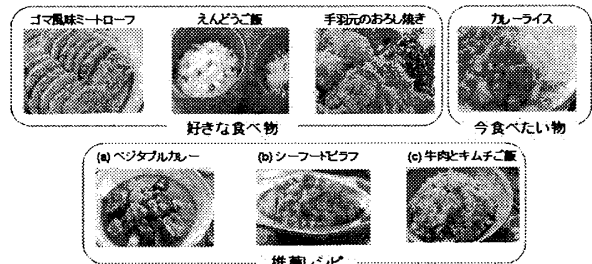 ゴマ風味ミートローフ
えんどうご飯
手羽元のおろし焼き
カレーライス
好きな食べ物
今食べたい物
(a) ベジタブルカレー
(b) シーフードピラフ
(c) 牛肉とキムチご飯
推薦レシピ